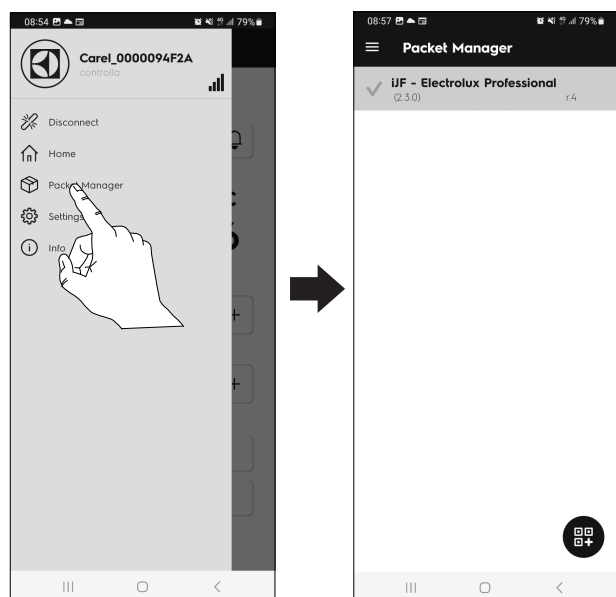 08:54
79%
Carel_0000094F2A
controlla
Disconnect
Home
Packet Manager
Settings
Info
08:57
79%
Packet Manager
iJF - Electrolux Professional
(2.3.0) r.4